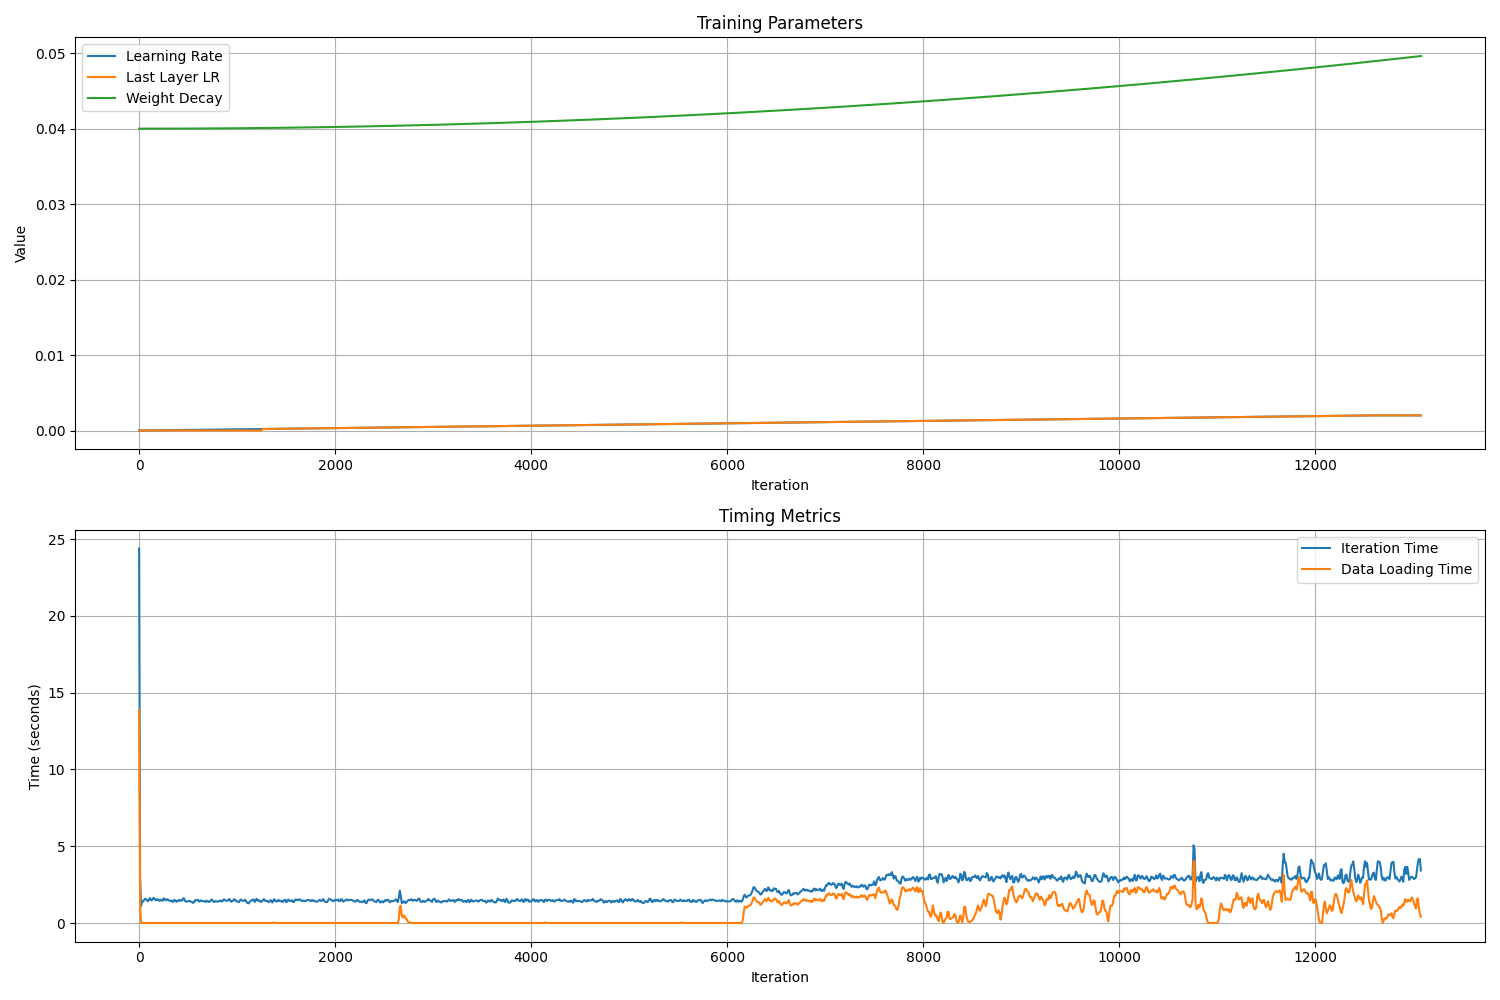 Training Parameters
Learning Rate
Last Layer LR
Weight Decay
Value
0.05
0.04
0.03
0.02
0.01
0.00
0 2000 4000 6000 8000 10000 12000
Iteration
Timing Metrics
Iteration Time
Data Loading Time
Time (seconds)
25
20
15
10
5
0
0 2000 4000 6000 8000 10000 12000
Iteration